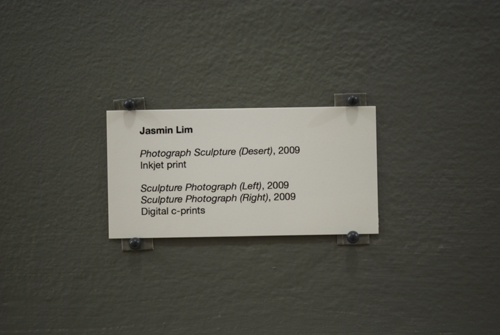 Jasmin Lim
Photograph Sculpture (Desert), 2009
Inkjet print
Sculpture Photograph (Left), 2009
Sculpture Photograph (Right), 2009
Digital c-prints